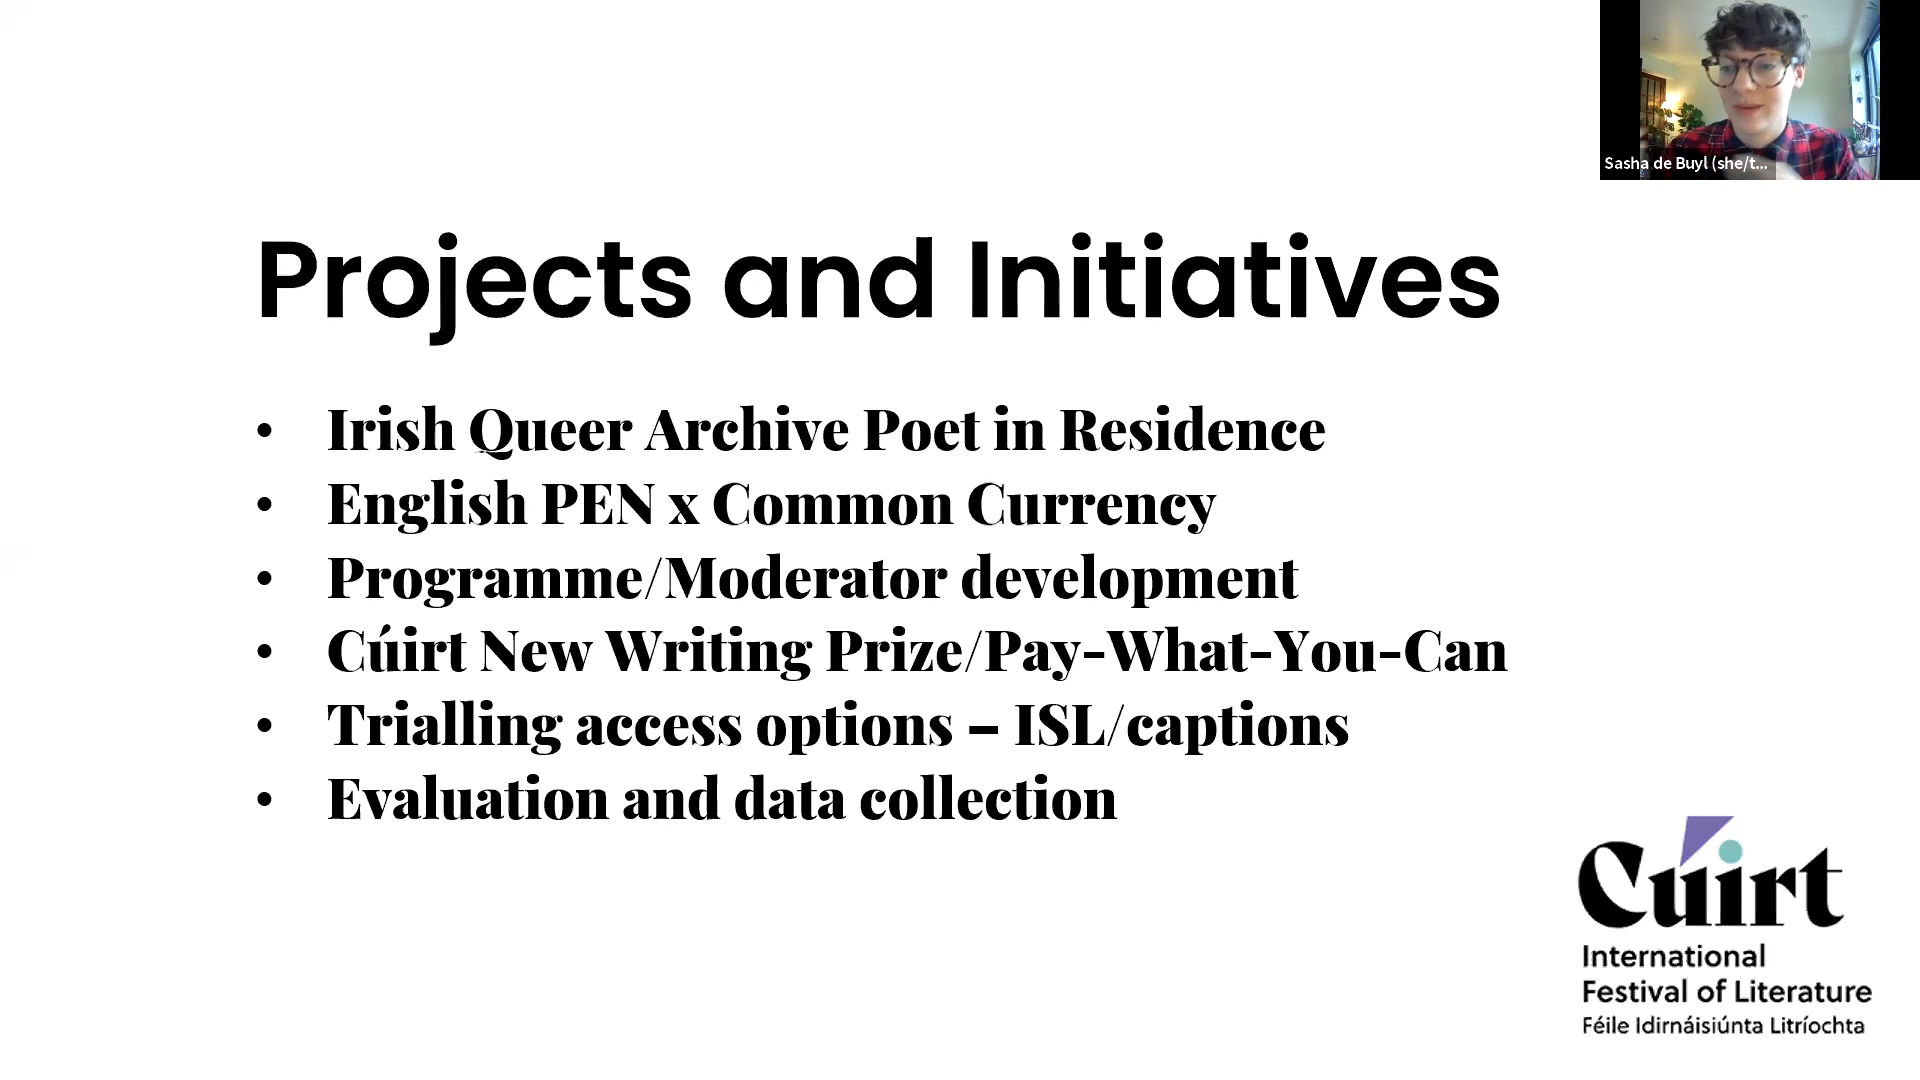 Sasha de Buyl (she/t...
Projects and Initiatives
• Irish Queer Archive Poet in Residence
• English PEN x Common Currency
• Programme/Moderator development
• Cúirt New Writing Prize/Pay-What-You-Can
• Trialling access options – ISL/captions
• Evaluation and data collection
Cúirt
International
Festival of Literature
Féile Idirnáisiúnta Litríochta